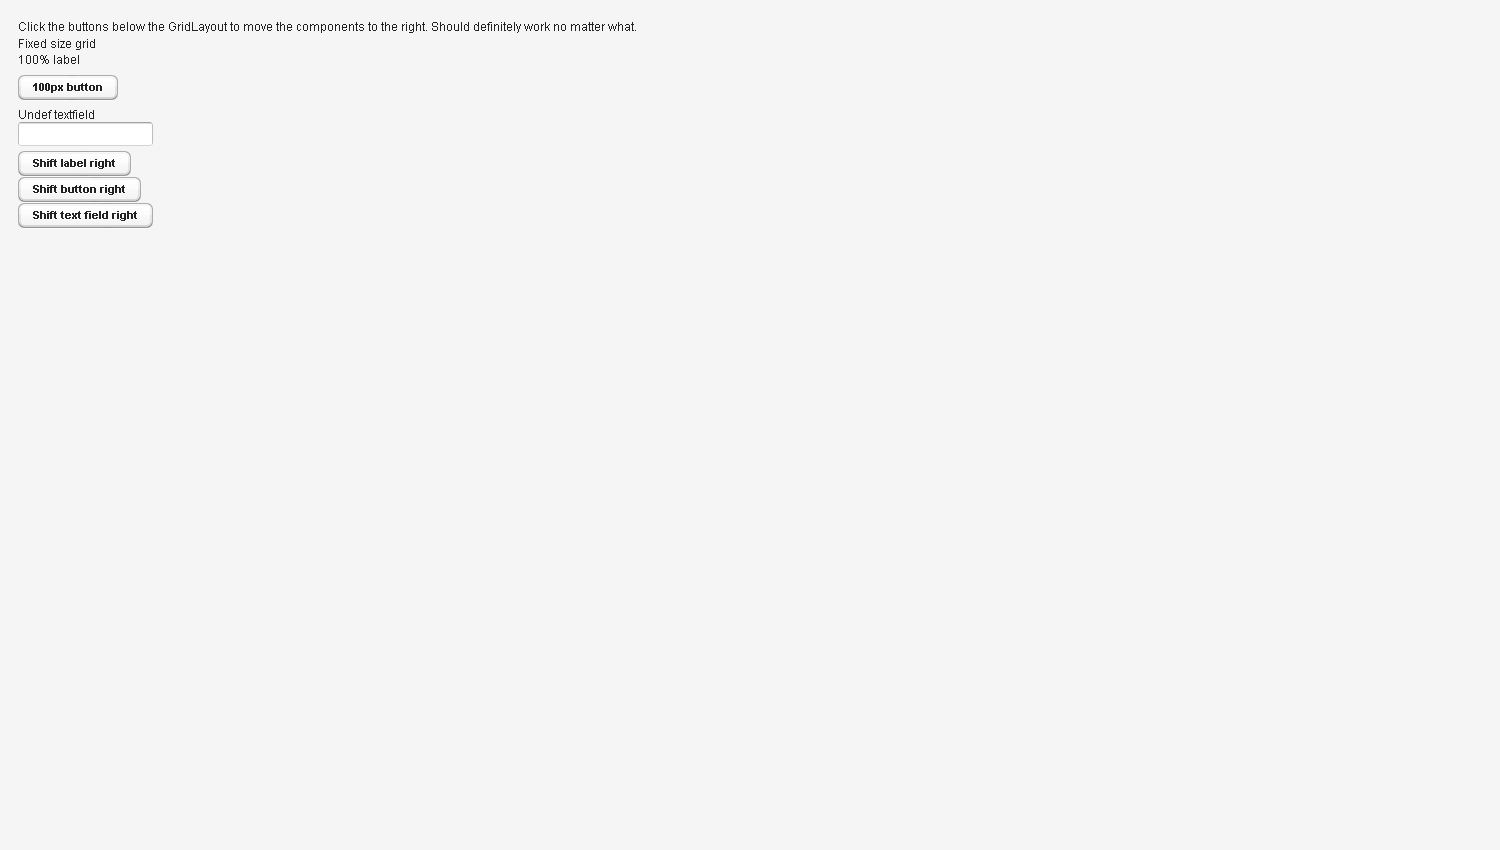 Click the buttons below the GridLayout to move the components to the right. Should definitely work no matter what.
Fixed size grid
100% label
100px button
Undef textfield
Shift label right
Shift button right
Shift text field right